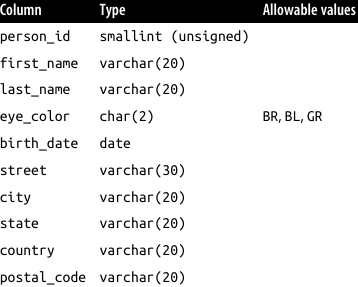 Column Type Allowable values
person_id smallint (unsigned)
first_name varchar(20)
last_name varchar(20)
eye_color char(2) BR, BL, GR
birth_date date
street varchar(30)
city varchar(20)
state varchar(20)
country varchar(20)
postal_code varchar(20)